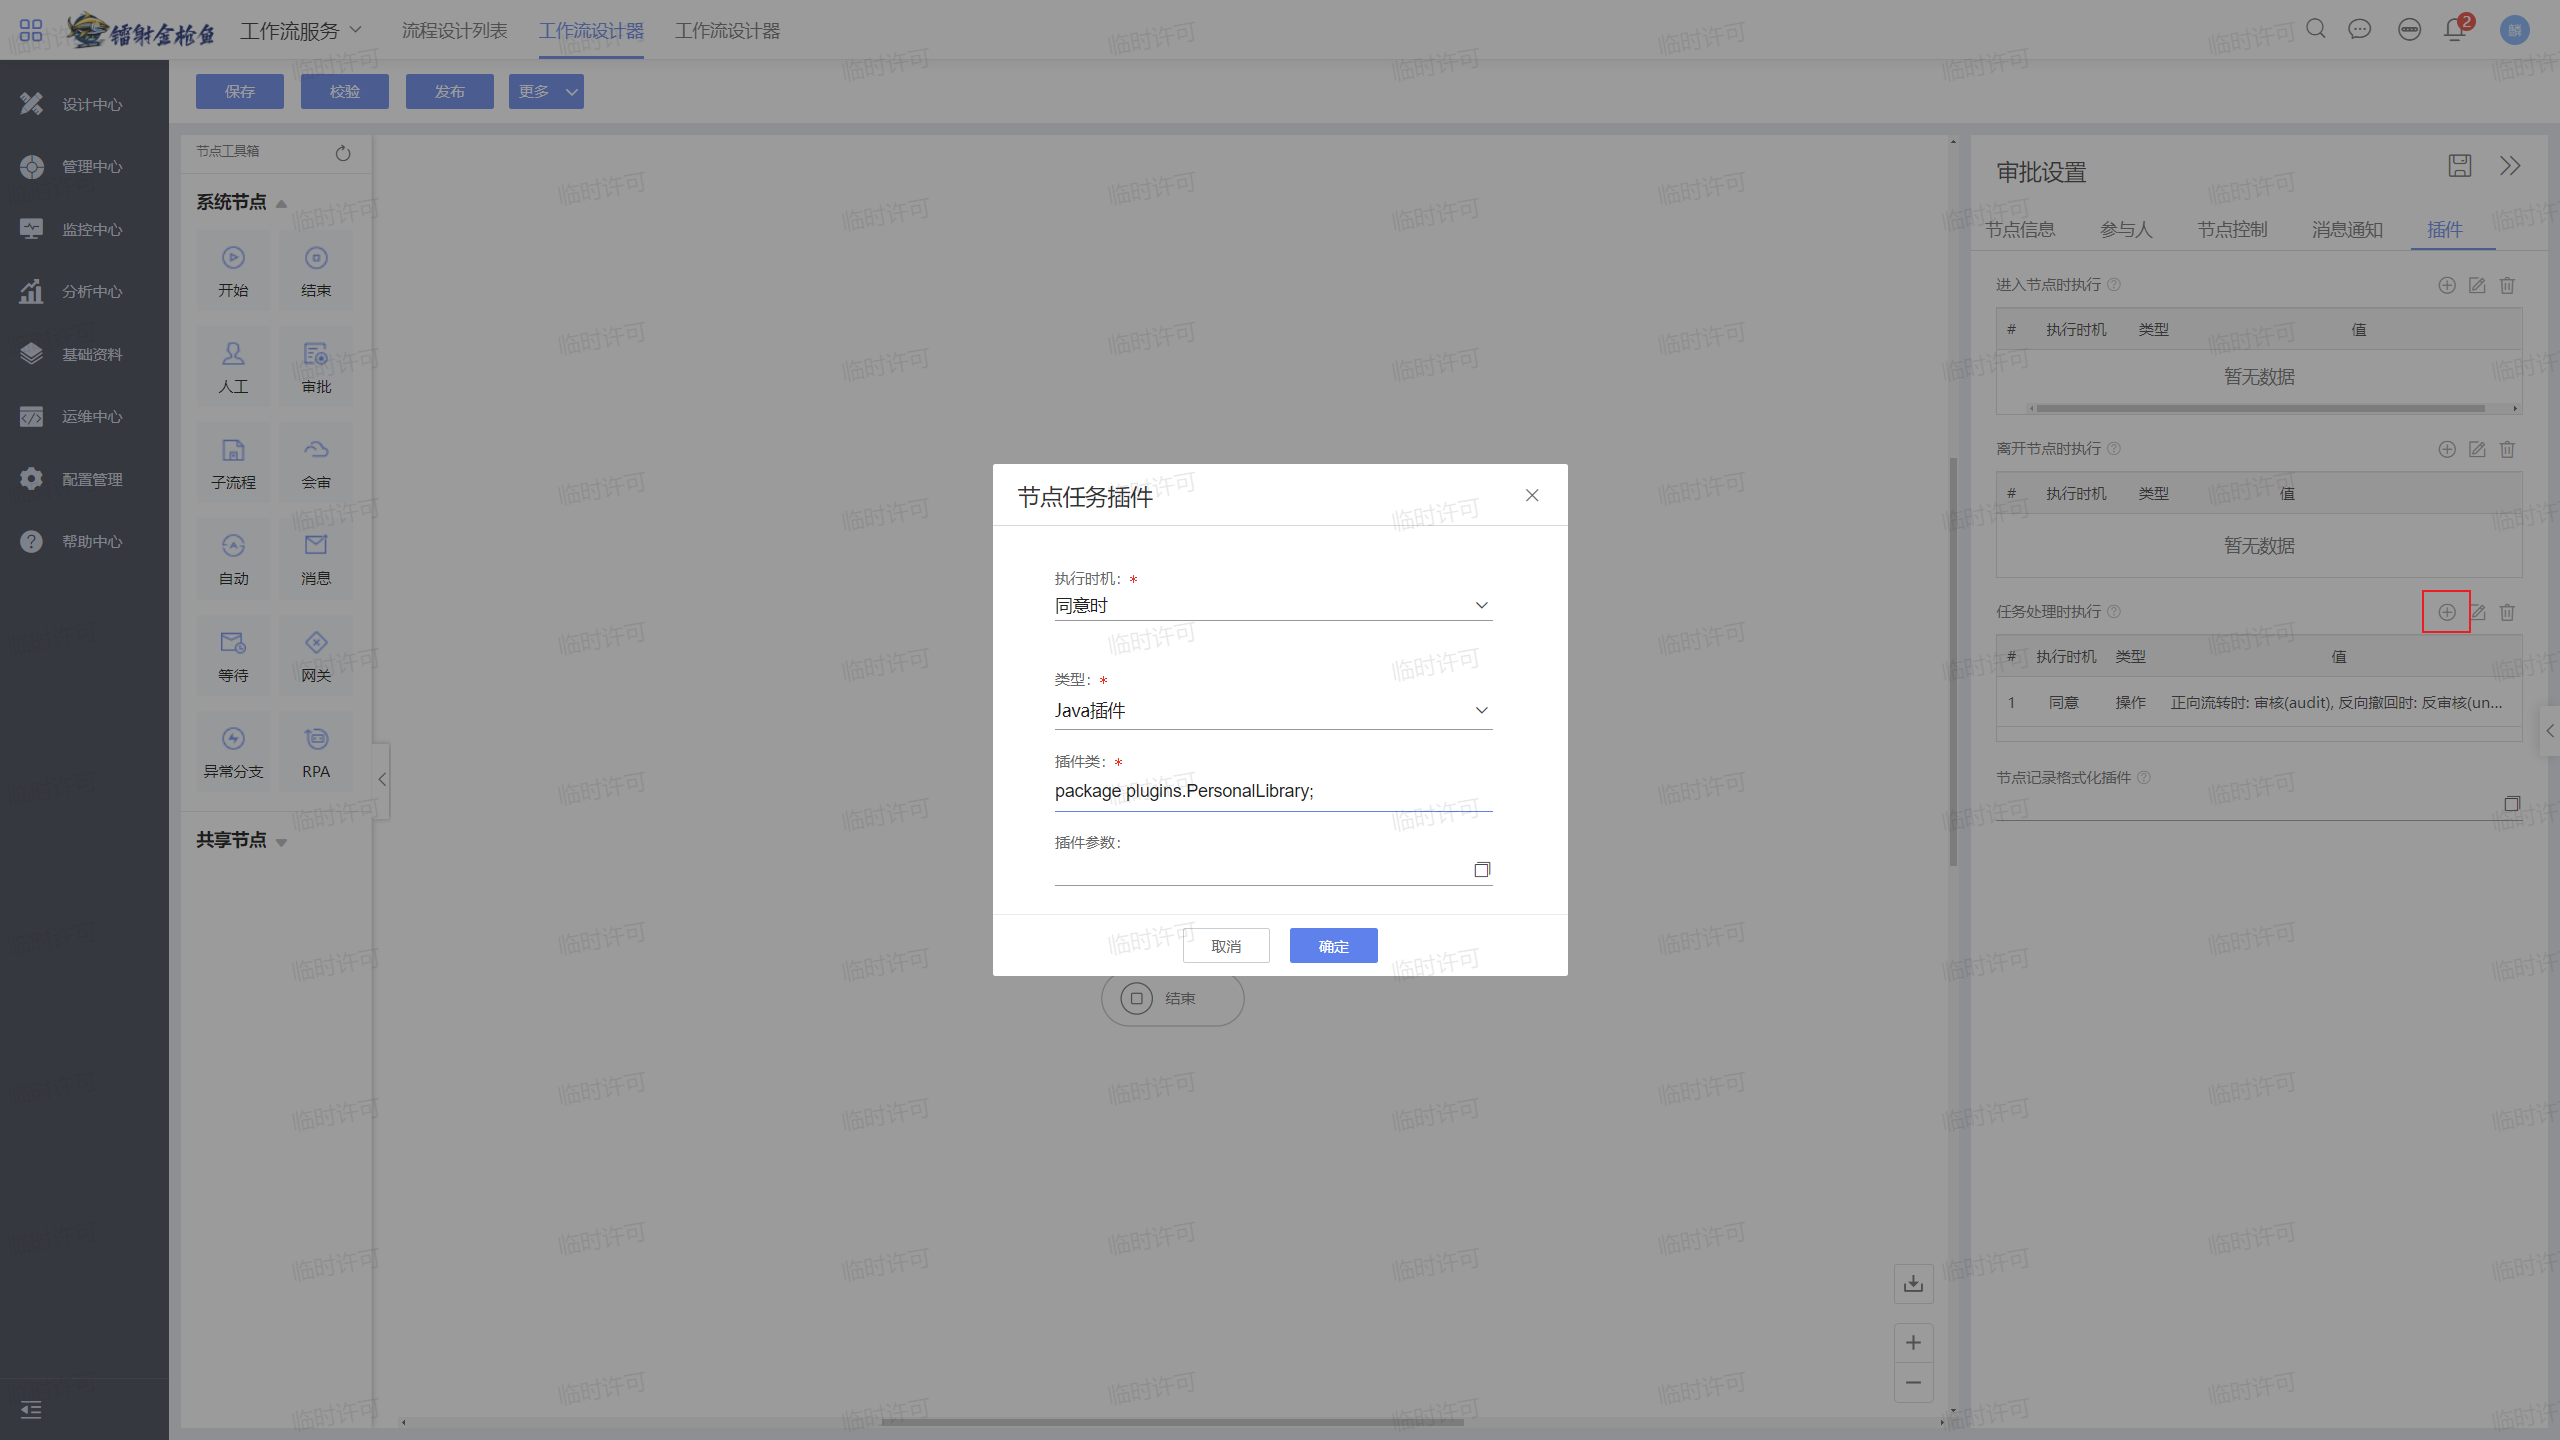 镭射金枪鱼 工作流服务 流程设计列表 工作流设计器 工作流设计器 2 麟
保存 校验 发布 更多
设计中心
管理中心
监控中心
分析中心
基础资料
运维中心
配置管理
帮助中心
节点工具箱
系统节点
开始 结束
人工 审批
子流程 会审
自动 消息
等待 网关
异常分支 RPA
共享节点
节点任务插件
执行时机: *
同意时
类型: *
Java插件
插件类: *
package plugins.PersonalLibrary;
插件参数:
取消 确定
结束
审批设置
节点信息 参与人 节点控制 消息通知 插件
进入节点时执行
# 执行时机 类型 值
暂无数据
离开节点时执行
# 执行时机 类型 值
暂无数据
任务处理时执行
# 执行时机 类型 值
1 同意 操作 正向流转时: 审核(audit), 反向撤回时: 反审核(un...
节点记录格式化插件
临时许可